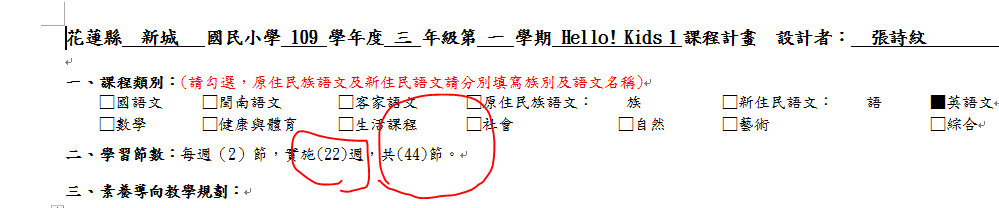 花蓮縣 新城 國民小學 109 學年度 三 年級第 一 學期 Hello! Kids 1 課程計畫 設計者： 張詩紋
一、課程類別：(請勾選，原住民族語文及新住民語文請分別填寫族別及語文名稱)
□國語文 □閩南語文 □客家語文 □原住民族語文： 族 □新住民語文： 語 ■英語文
□數學 □健康與體育 □生活課程 □社會 □自然 □藝術 □綜合
二、學習節數：每週（2）節，實施(22)週，共(44)節。
三、素養導向教學規劃：